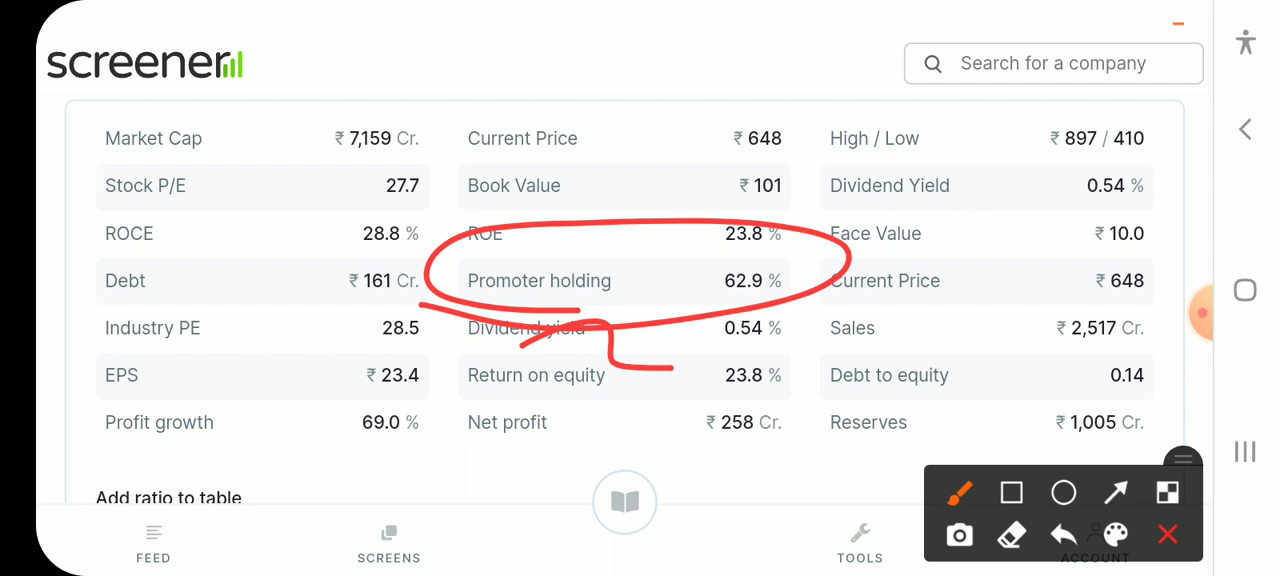 screener
Search for a company
Market Cap ₹ 7,159 Cr. Current Price ₹ 648 High / Low ₹ 897 / 410
Stock P/E 27.7 Book Value ₹ 101 Dividend Yield 0.54 %
ROCE 28.8 % ROE 23.8 % Face Value ₹ 10.0
Debt ₹ 161 Cr. Promoter holding 62.9 % Current Price ₹ 648
Industry PE 28.5 Dividend yield 0.54 % Sales ₹ 2,517 Cr.
EPS ₹ 23.4 Return on equity 23.8 % Debt to equity 0.14
Profit growth 69.0 % Net profit ₹ 258 Cr. Reserves ₹ 1,005 Cr.
Add ratio to table
FEED SCREENS TOOLS ACCOUNT